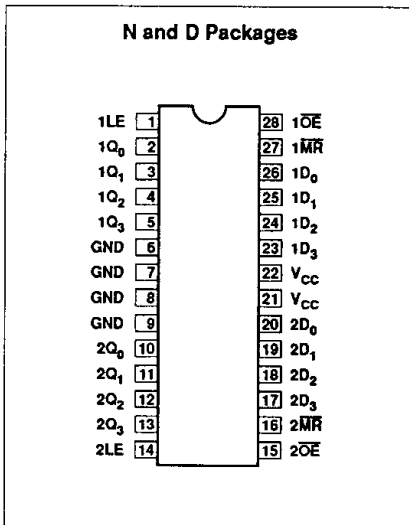 N and D Packages
1LE 1 28 1O̅E̅
1Q₀ 2 27 1M̅R̅
1Q₁ 3 26 1D₀
1Q₂ 4 25 1D₁
1Q₃ 5 24 1D₂
GND 6 23 1D₃
GND 7 22 V_CC
GND 8 21 V_CC
GND 9 20 2D₀
2Q₀ 10 19 2D₁
2Q₁ 11 18 2D₂
2Q₂ 12 17 2D₃
2Q₃ 13 16 2M̅R̅
2LE 14 15 2O̅E̅